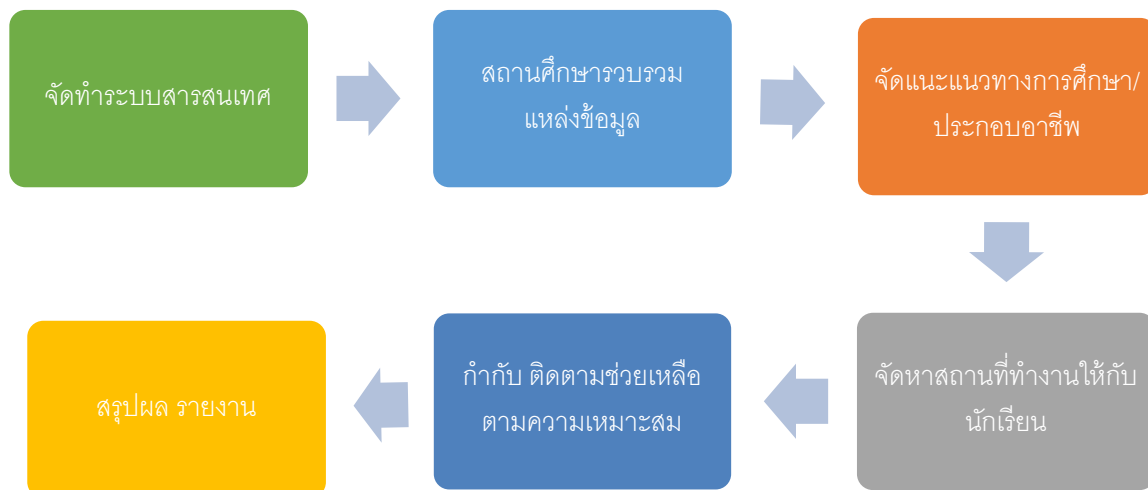 จัดทำระบบสารสนเทศ
สถานศึกษารวบรวม
แหล่งข้อมูล
จัดแนะแนวทางการศึกษา/
ประกอบอาชีพ
จัดหาสถานที่ทำงานให้กับ
นักเรียน
กำกับ ติดตามช่วยเหลือ
ตามความเหมาะสม
สรุปผล รายงาน